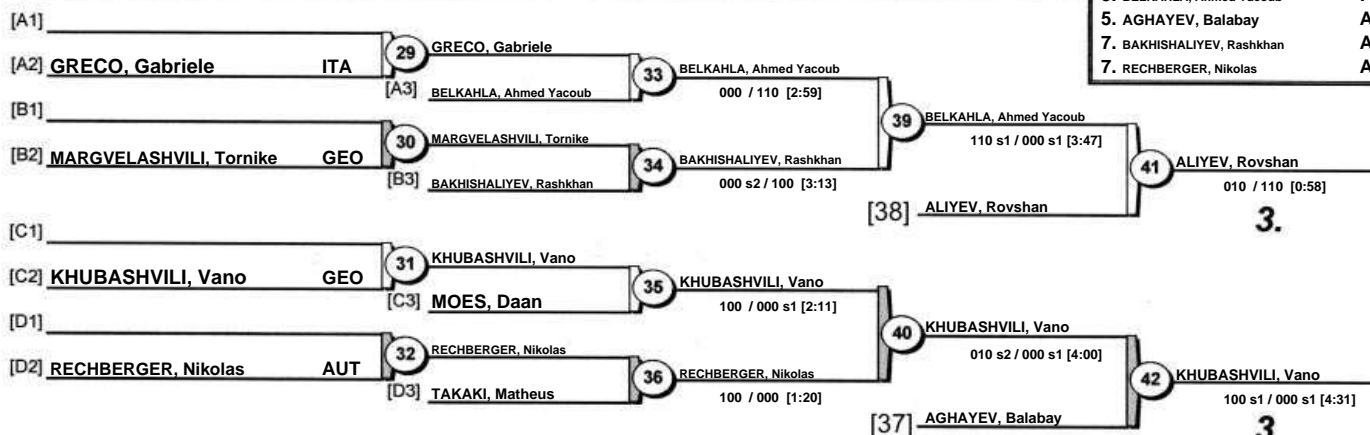 5. BELKAHLA, Ahmed Yacoub
5. AGHAYEV, Balabay A
7. BAKHISHALIYEV, Rashkhan A
7. RECHBERGER, Nikolas A
[A1]
29 GRECO, Gabriele
[A2] GRECO, Gabriele ITA
33 BELKAHLA, Ahmed Yacoub
[A3] BELKAHLA, Ahmed Yacoub
000 / 110 [2:59]
[B1]
39 BELKAHLA, Ahmed Yacoub
110 s1 / 000 s1 [3:47]
30 MARGVELASHVILI, Tornike
[B2] MARGVELASHVILI, Tornike GEO
34 BAKHISHALIYEV, Rashkhan
[B3] BAKHISHALIYEV, Rashkhan
000 s2 / 100 [3:13]
41 ALIYEV, Rovshan
010 / 110 [0:58]
[38] ALIYEV, Rovshan
3.
[C1]
31 KHUBASHVILI, Vano
[C2] KHUBASHVILI, Vano GEO
35 KHUBASHVILI, Vano
[C3] MOES, Daan
100 / 000 s1 [2:11]
[D1]
40 KHUBASHVILI, Vano
010 s2 / 000 s1 [4:00]
32 RECHBERGER, Nikolas
[D2] RECHBERGER, Nikolas AUT
36 RECHBERGER, Nikolas
[D3] TAKAKI, Matheus
100 / 000 [1:20]
42 KHUBASHVILI, Vano
100 s1 / 000 s1 [4:31]
[37] AGHAYEV, Balabay
3